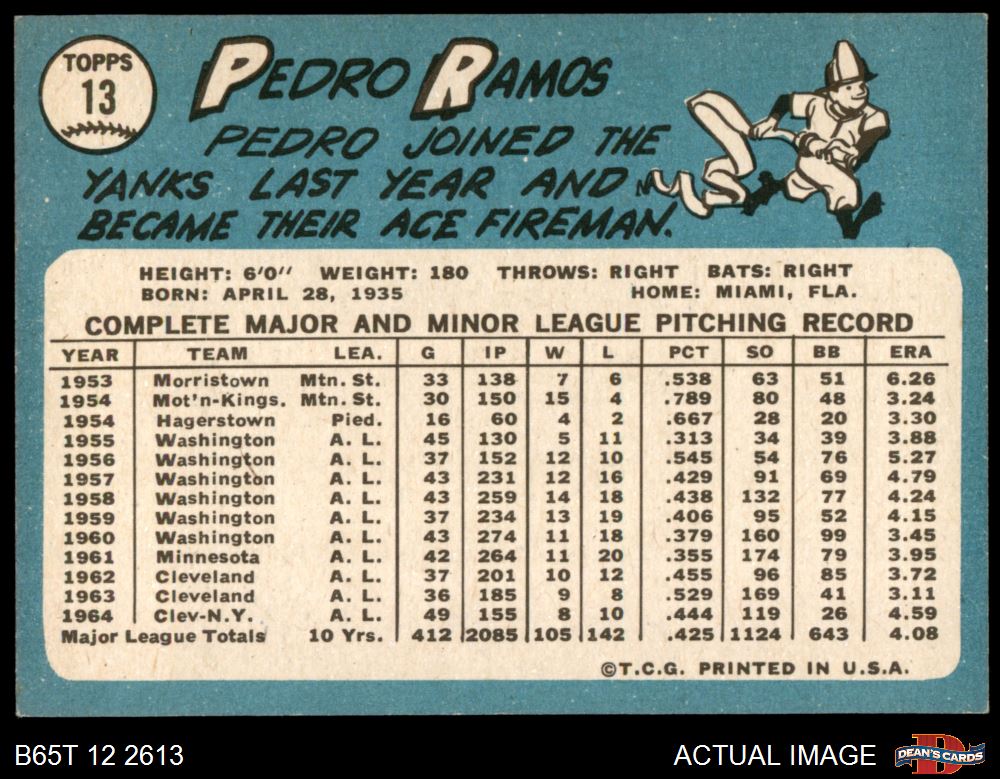 TOPPS
13
PEDRO RAMOS
PEDRO JOINED THE
YANKS LAST YEAR AND
BECAME THEIR ACE FIREMAN.
HEIGHT: 6'0" WEIGHT: 180 THROWS: RIGHT BATS: RIGHT
BORN: APRIL 28, 1935 HOME: MIAMI, FLA.
COMPLETE MAJOR AND MINOR LEAGUE PITCHING RECORD
YEAR TEAM LEA. G IP W L PCT SO BB ERA
1953 Morristown Mtn. St. 33 138 7 6 .538 63 51 6.26
1954 Mot'n-Kings. Mtn. St. 30 150 15 4 .789 80 48 3.24
1954 Hagerstown Pied. 16 60 4 2 .667 28 20 3.30
1955 Washington A. L. 45 130 5 11 .313 34 39 3.88
1956 Washington A. L. 37 152 12 10 .545 54 76 5.27
1957 Washington A. L. 43 231 12 16 .429 91 69 4.79
1958 Washington A. L. 43 259 14 18 .438 132 77 4.24
1959 Washington A. L. 37 234 13 19 .406 95 52 4.15
1960 Washington A. L. 43 274 11 18 .379 160 99 3.45
1961 Minnesota A. L. 42 264 11 20 .355 174 79 3.95
1962 Cleveland A. L. 37 201 10 12 .455 96 85 3.72
1963 Cleveland A. L. 36 185 9 8 .529 169 41 3.11
1964 Clev-N.Y. A. L. 49 155 8 10 .444 119 26 4.59
Major League Totals 10 Yrs. 412 2085 105 142 .425 1124 643 4.08
©T.C.G. PRINTED IN U.S.A.
B65T 12 2613 ACTUAL IMAGE DEAN'S CARDS